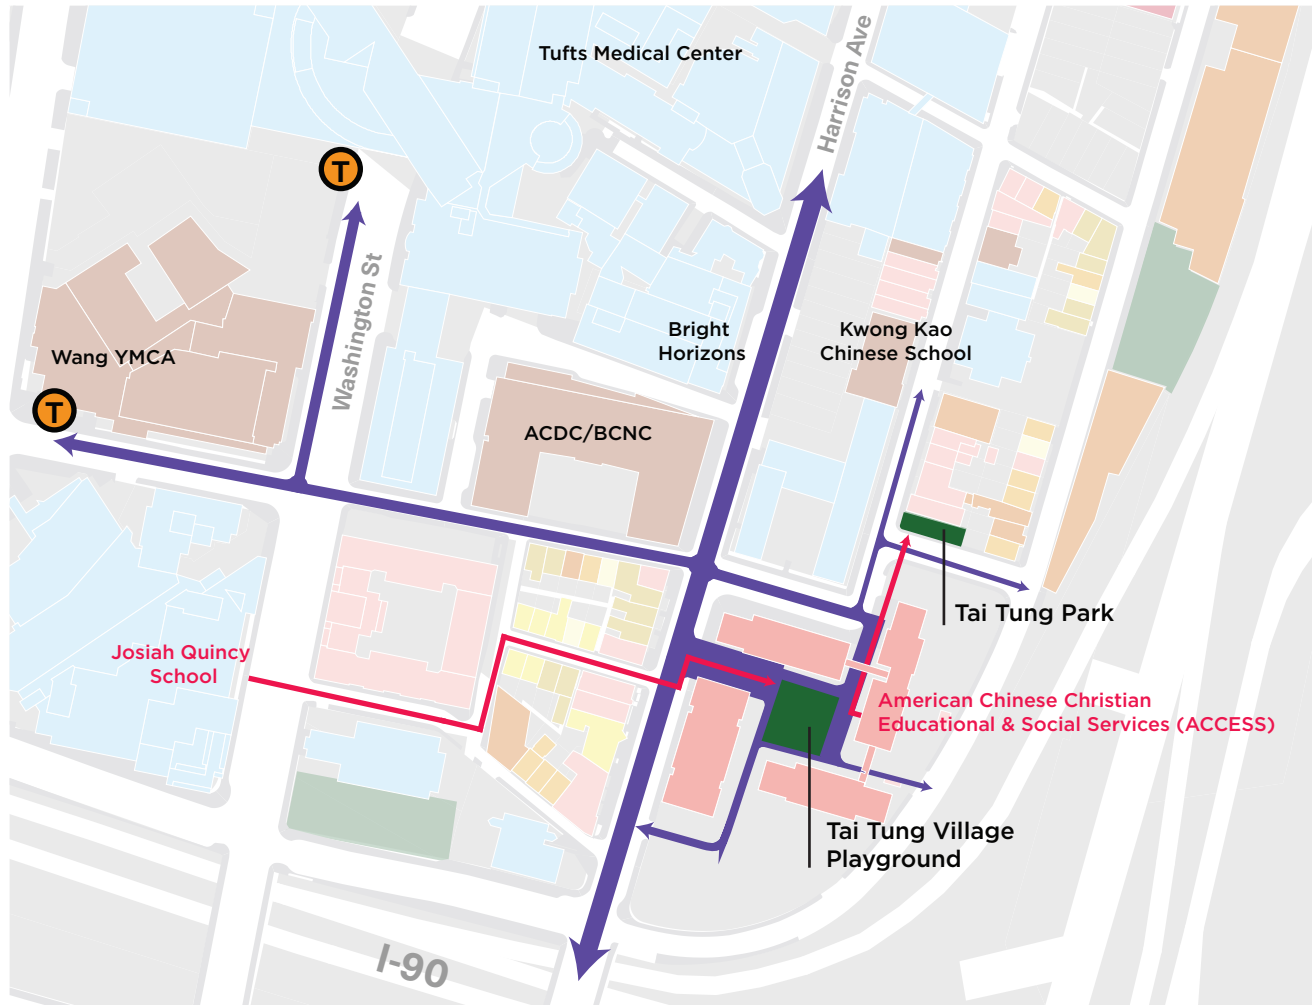 Tufts Medical Center
Harrison Ave
T
Washington St
Bright
Horizons
Kwong Kao
Chinese School
Wang YMCA
T
ACDC/BCNC
Tai Tung Park
Josiah Quincy
School
American Chinese Christian
Educational & Social Services (ACCESS)
Tai Tung Village
Playground
I-90